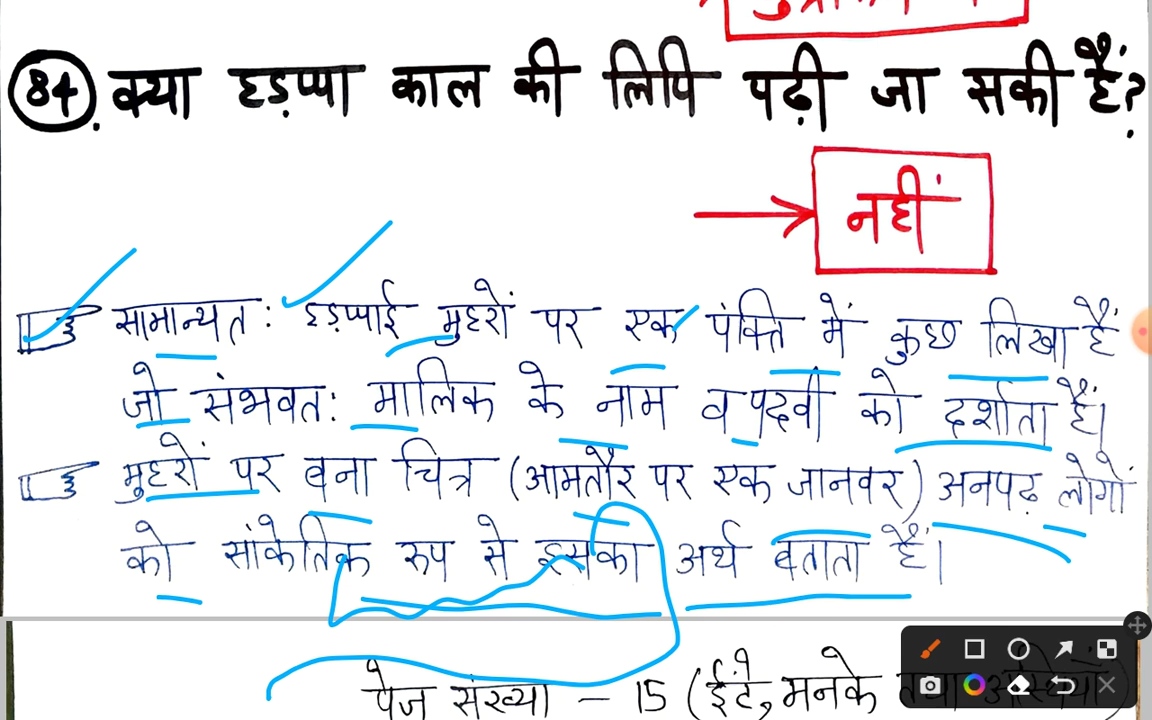 84. क्या हड़प्पा काल की लिपि पढ़ी जा सकी हैं?
नहीं
सामान्यत: हड़प्पाई मुहरों पर एक पंक्ति में कुछ लिखा हैं
जो संभवत: मालिक के नाम व पदवी को दर्शाता हैं।
मुहरों पर बना चित्र (आमतौर पर एक जानवर) अनपढ़ लोगों
को सांकेतिक रुप से इसका अर्थ बताता हैं।
पेज संख्या - 15 (ईंटे, मनके